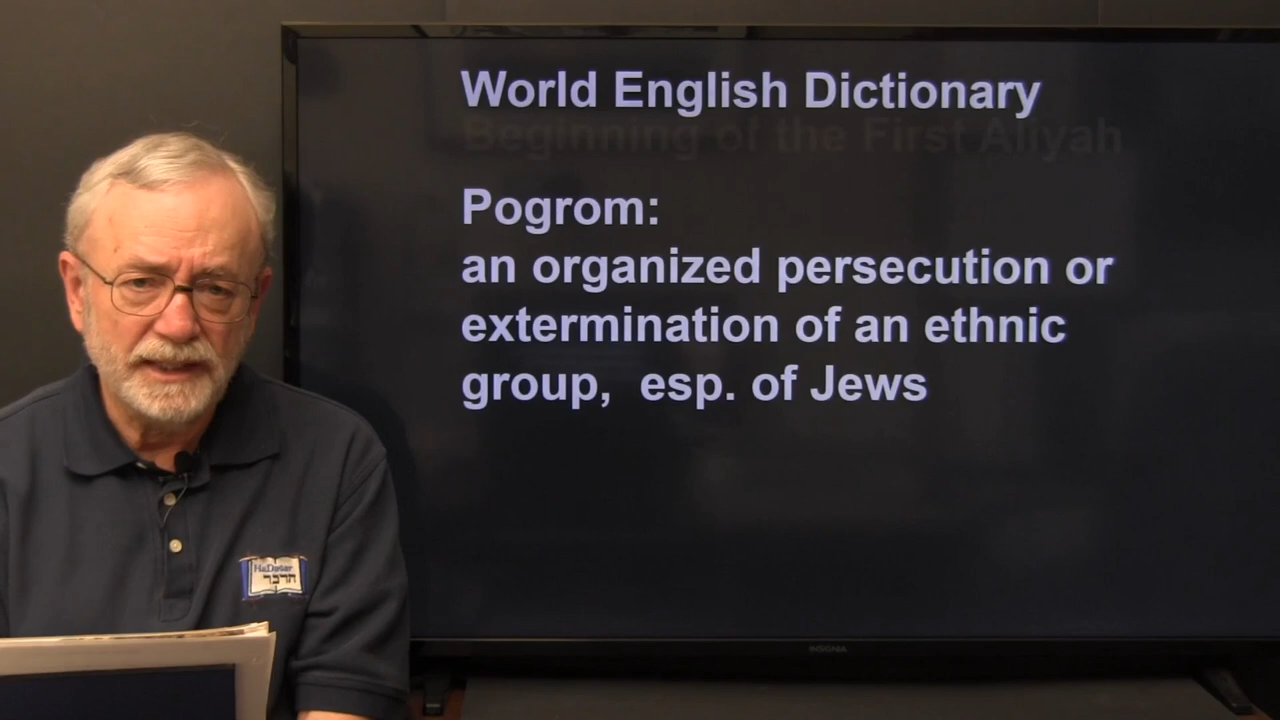 World English Dictionary
Beginning of the First Aliyah
Pogrom:
an organized persecution or
extermination of an ethnic
group, esp. of Jews
HaDavar
הדבר
INSIGNIA